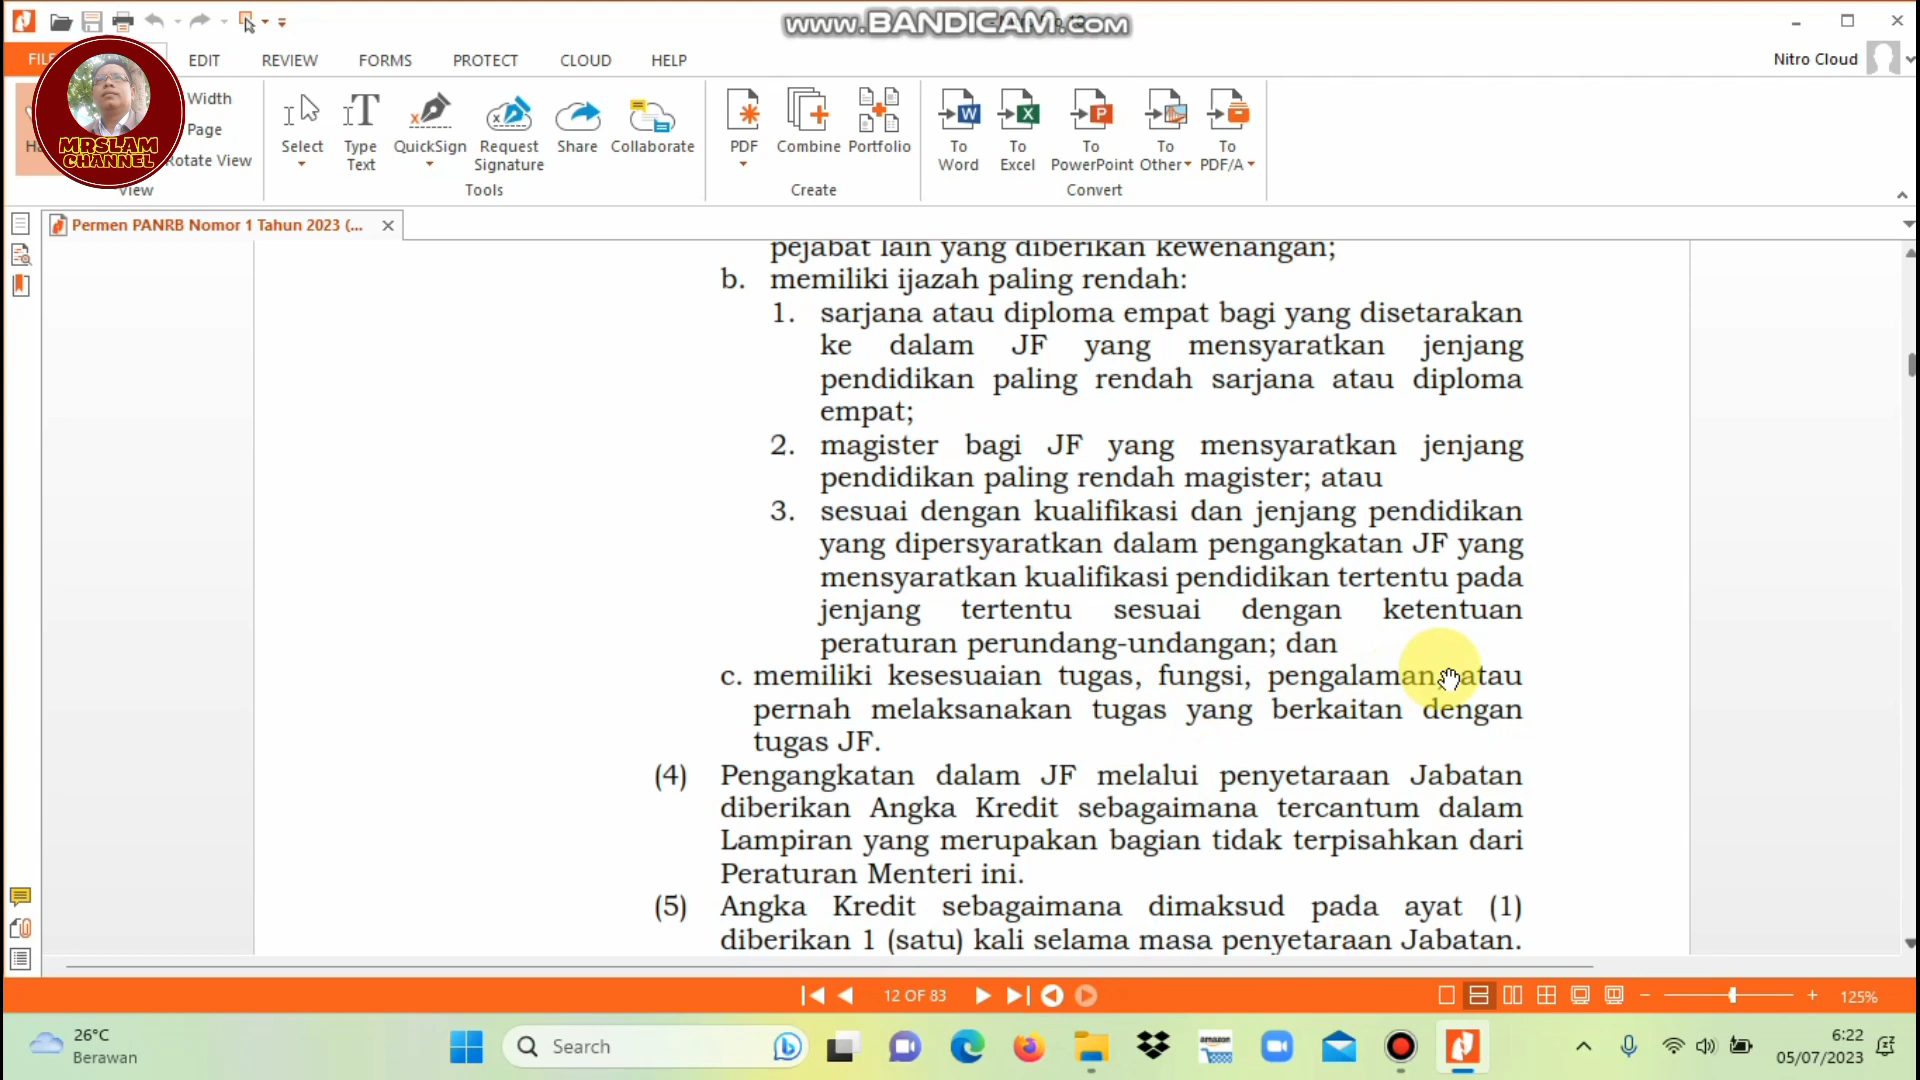 www.BANDICAM.com
FILE
EDIT
REVIEW
FORMS
PROTECT
CLOUD
HELP
Nitro Cloud
MRSLAM
CHANNEL
Width
Page
Rotate View
View
Select
Type
Text
QuickSign
Request
Signature
Share
Collaborate
Tools
PDF
Combine
Portfolio
Create
To
Word
To
Excel
To
PowerPoint
To
Other
To
PDF/A
Convert
Permen PANRB Nomor 1 Tahun 2023 (...
pejabat lain yang diberikan kewenangan;
b. memiliki ijazah paling rendah:
1. sarjana atau diploma empat bagi yang disetarakan
ke dalam JF yang mensyaratkan jenjang
pendidikan paling rendah sarjana atau diploma
empat;
2. magister bagi JF yang mensyaratkan jenjang
pendidikan paling rendah magister; atau
3. sesuai dengan kualifikasi dan jenjang pendidikan
yang dipersyaratkan dalam pengangkatan JF yang
mensyaratkan kualifikasi pendidikan tertentu pada
jenjang tertentu sesuai dengan ketentuan
peraturan perundang-undangan; dan
c. memiliki kesesuaian tugas, fungsi, pengalaman, atau
pernah melaksanakan tugas yang berkaitan dengan
tugas JF.
(4) Pengangkatan dalam JF melalui penyetaraan Jabatan
diberikan Angka Kredit sebagaimana tercantum dalam
Lampiran yang merupakan bagian tidak terpisahkan dari
Peraturan Menteri ini.
(5) Angka Kredit sebagaimana dimaksud pada ayat (1)
diberikan 1 (satu) kali selama masa penyetaraan Jabatan.
12 OF 83
125%
26°C
Berawan
Search
amazon
6:22
05/07/2023